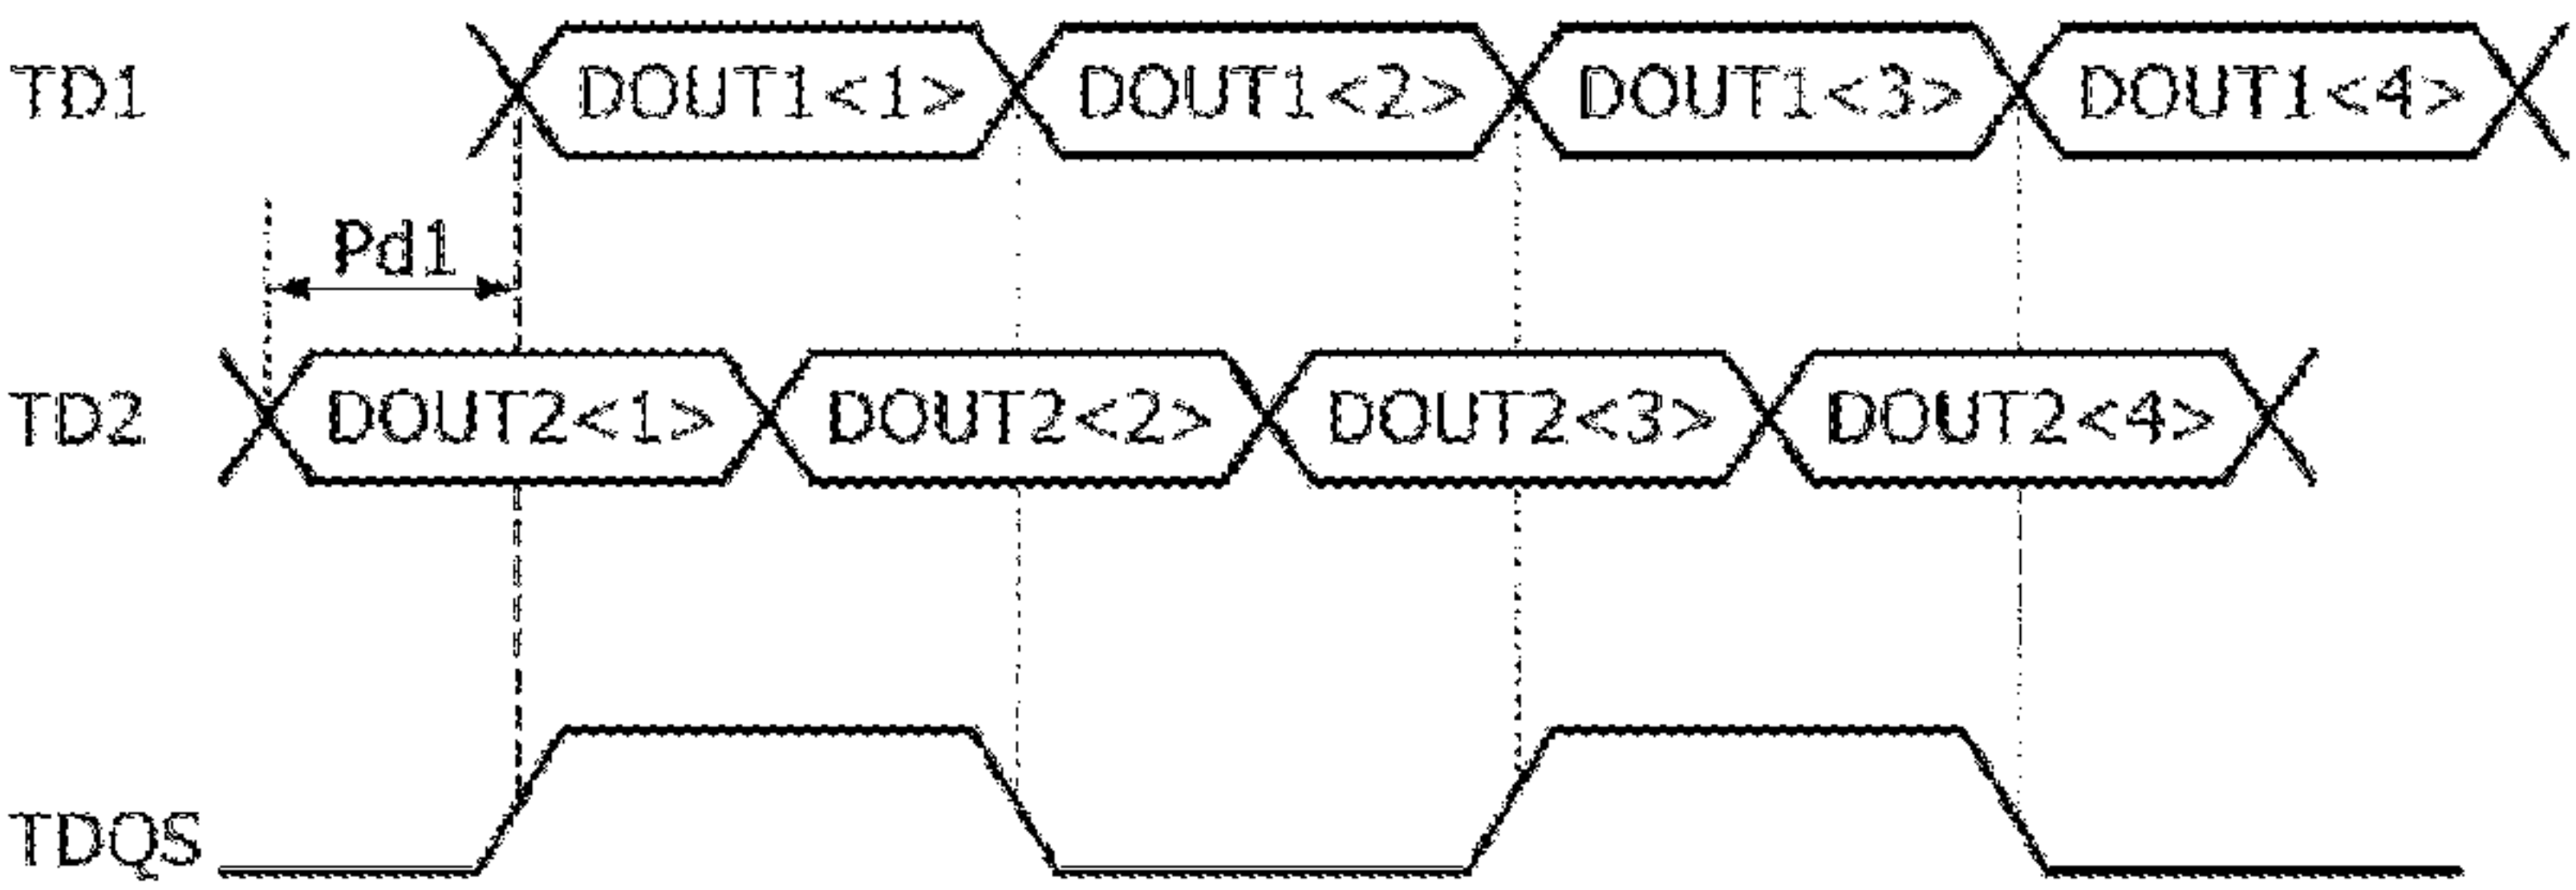 TD1 DOUT1<1> DOUT1<2> DOUT1<3> DOUT1<4>
Pd1
TD2 DOUT2<1> DOUT2<2> DOUT2<3> DOUT2<4>
TDQS